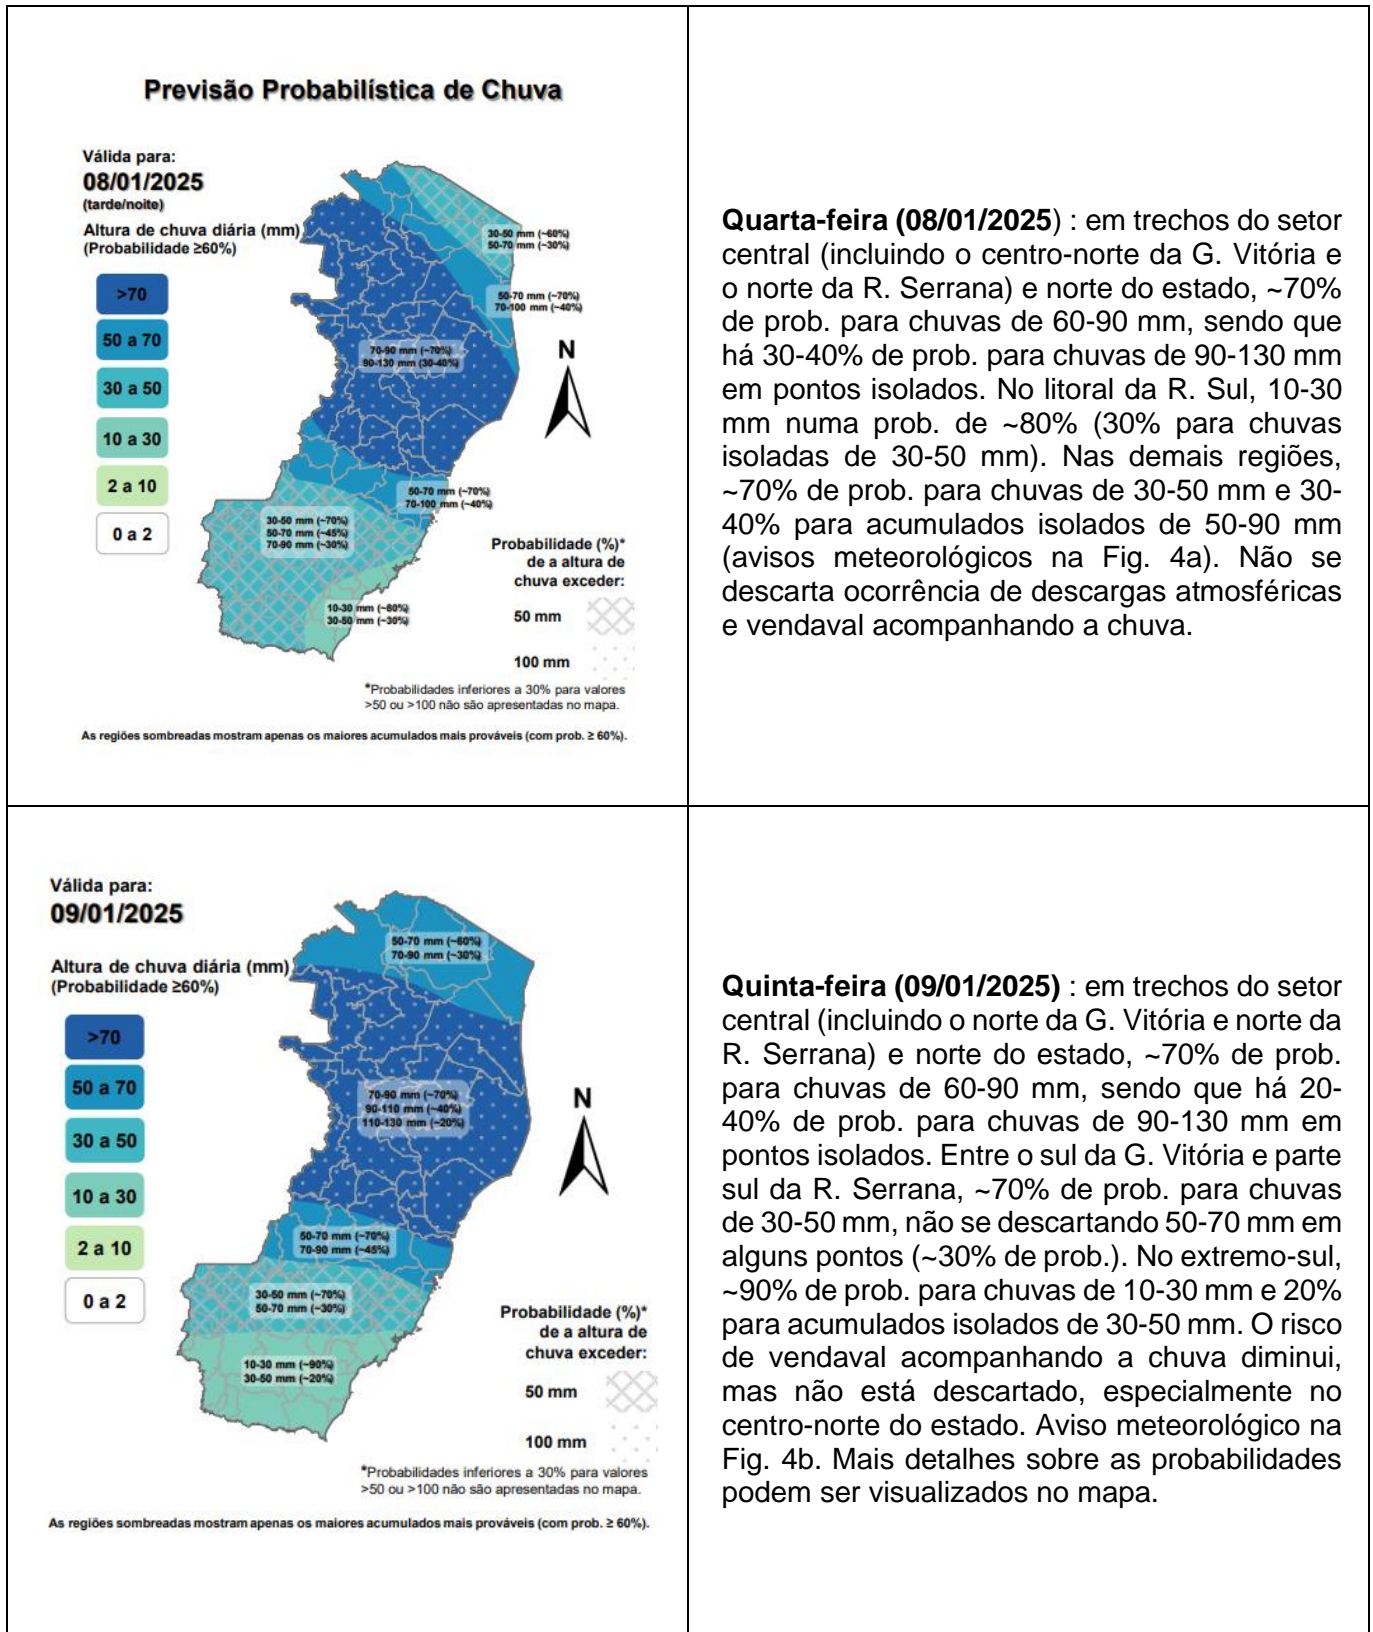 Previsão Probabilística de Chuva
Válida para:
08/01/2025
(tarde/noite)
Altura de chuva diária (mm)
(Probabilidade ≥60%)
>70
50 a 70
30 a 50
10 a 30
2 a 10
0 a 2
30-50 mm (~60%)
50-70 mm (~30%)
50-70 mm (~70%)
70-100 mm (~40%)
70-90 mm (~70%)
90-130 mm (30-40%)
N
50-70 mm (~70%)
70-100 mm (~40%)
30-50 mm (~70%)
50-70 mm (~45%)
70-90 mm (~30%)
10-30 mm (~80%)
30-50 mm (~30%)
Probabilidade (%)*
de a altura de
chuva exceder:
50 mm
100 mm
*Probabilidades inferiores a 30% para valores
>50 ou >100 não são apresentadas no mapa.
As regiões sombreadas mostram apenas os maiores acumulados mais prováveis (com prob. ≥ 60%).
Quarta-feira (08/01/2025) : em trechos do setor
central (incluindo o centro-norte da G. Vitória e
o norte da R. Serrana) e norte do estado, ~70%
de prob. para chuvas de 60-90 mm, sendo que
há 30-40% de prob. para chuvas de 90-130 mm
em pontos isolados. No litoral da R. Sul, 10-30
mm numa prob. de ~80% (30% para chuvas
isoladas de 30-50 mm). Nas demais regiões,
~70% de prob. para chuvas de 30-50 mm e 30-
40% para acumulados isolados de 50-90 mm
(avisos meteorológicos na Fig. 4a). Não se
descarta ocorrência de descargas atmosféricas
e vendaval acompanhando a chuva.
Válida para:
09/01/2025
Altura de chuva diária (mm)
(Probabilidade ≥60%)
>70
50 a 70
30 a 50
10 a 30
2 a 10
0 a 2
50-70 mm (~60%)
70-90 mm (~30%)
70-90 mm (~70%)
90-110 mm (~40%)
110-130 mm (~20%)
N
50-70 mm (~70%)
70-90 mm (~45%)
30-50 mm (~70%)
50-70 mm (~30%)
10-30 mm (~90%)
30-50 mm (~20%)
Probabilidade (%)*
de a altura de
chuva exceder:
50 mm
100 mm
*Probabilidades inferiores a 30% para valores
>50 ou >100 não são apresentadas no mapa.
As regiões sombreadas mostram apenas os maiores acumulados mais prováveis (com prob. ≥ 60%).
Quinta-feira (09/01/2025) : em trechos do setor
central (incluindo o norte da G. Vitória e norte da
R. Serrana) e norte do estado, ~70% de prob.
para chuvas de 60-90 mm, sendo que há 20-
40% de prob. para chuvas de 90-130 mm em
pontos isolados. Entre o sul da G. Vitória e parte
sul da R. Serrana, ~70% de prob. para chuvas
de 30-50 mm, não se descartando 50-70 mm em
alguns pontos (~30% de prob.). No extremo-sul,
~90% de prob. para chuvas de 10-30 mm e 20%
para acumulados isolados de 30-50 mm. O risco
de vendaval acompanhando a chuva diminui,
mas não está descartado, especialmente no
centro-norte do estado. Aviso meteorológico na
Fig. 4b. Mais detalhes sobre as probabilidades
podem ser visualizados no mapa.